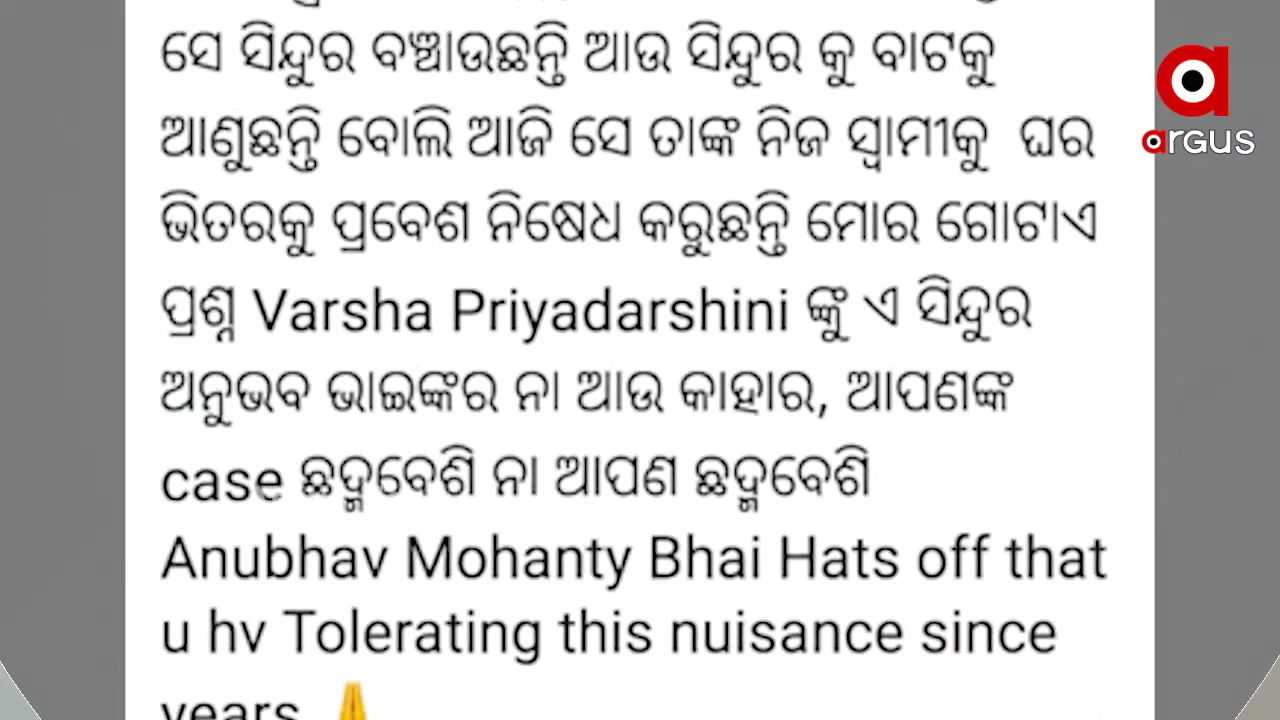 ସେ ସିନ୍ଦୁର ବଞ୍ଚାଉଛନ୍ତି ଆଉ ସିନ୍ଦୁର କୁ ବାଟକୁ
ଆଣୁଛନ୍ତି ବୋଲି ଆଜି ସେ ତାଙ୍କ ନିଜ ସ୍ଵାମୀକୁ ଘର
ଭିତରକୁ ପ୍ରବେଶ ନିଷେଧ କରୁଛନ୍ତି ମୋର ଗୋଟାଏ
ପ୍ରଶ୍ନ Varsha Priyadarshini ଙ୍କୁ ଏ ସିନ୍ଦୁର
ଅନୁଭବ ଭାଇଙ୍କର ନା ଆଉ କାହାର, ଆପଣଙ୍କ
case ଛଦ୍ମବେଶି ନା ଆପଣ ଛଦ୍ମବେଶି
Anubhav Mohanty Bhai Hats off that
u hv Tolerating this nuisance since
years 🙏
argus